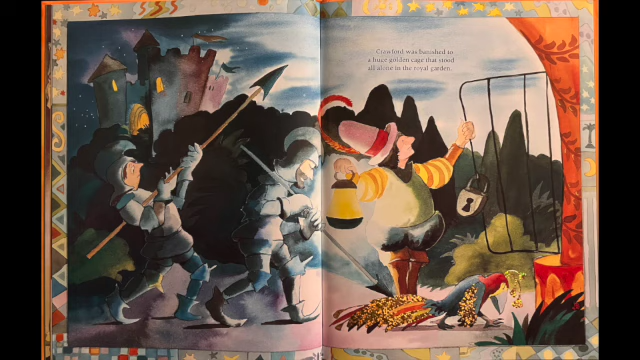 Crawford was banished to
a huge golden cage that stood
all alone in the royal garden.